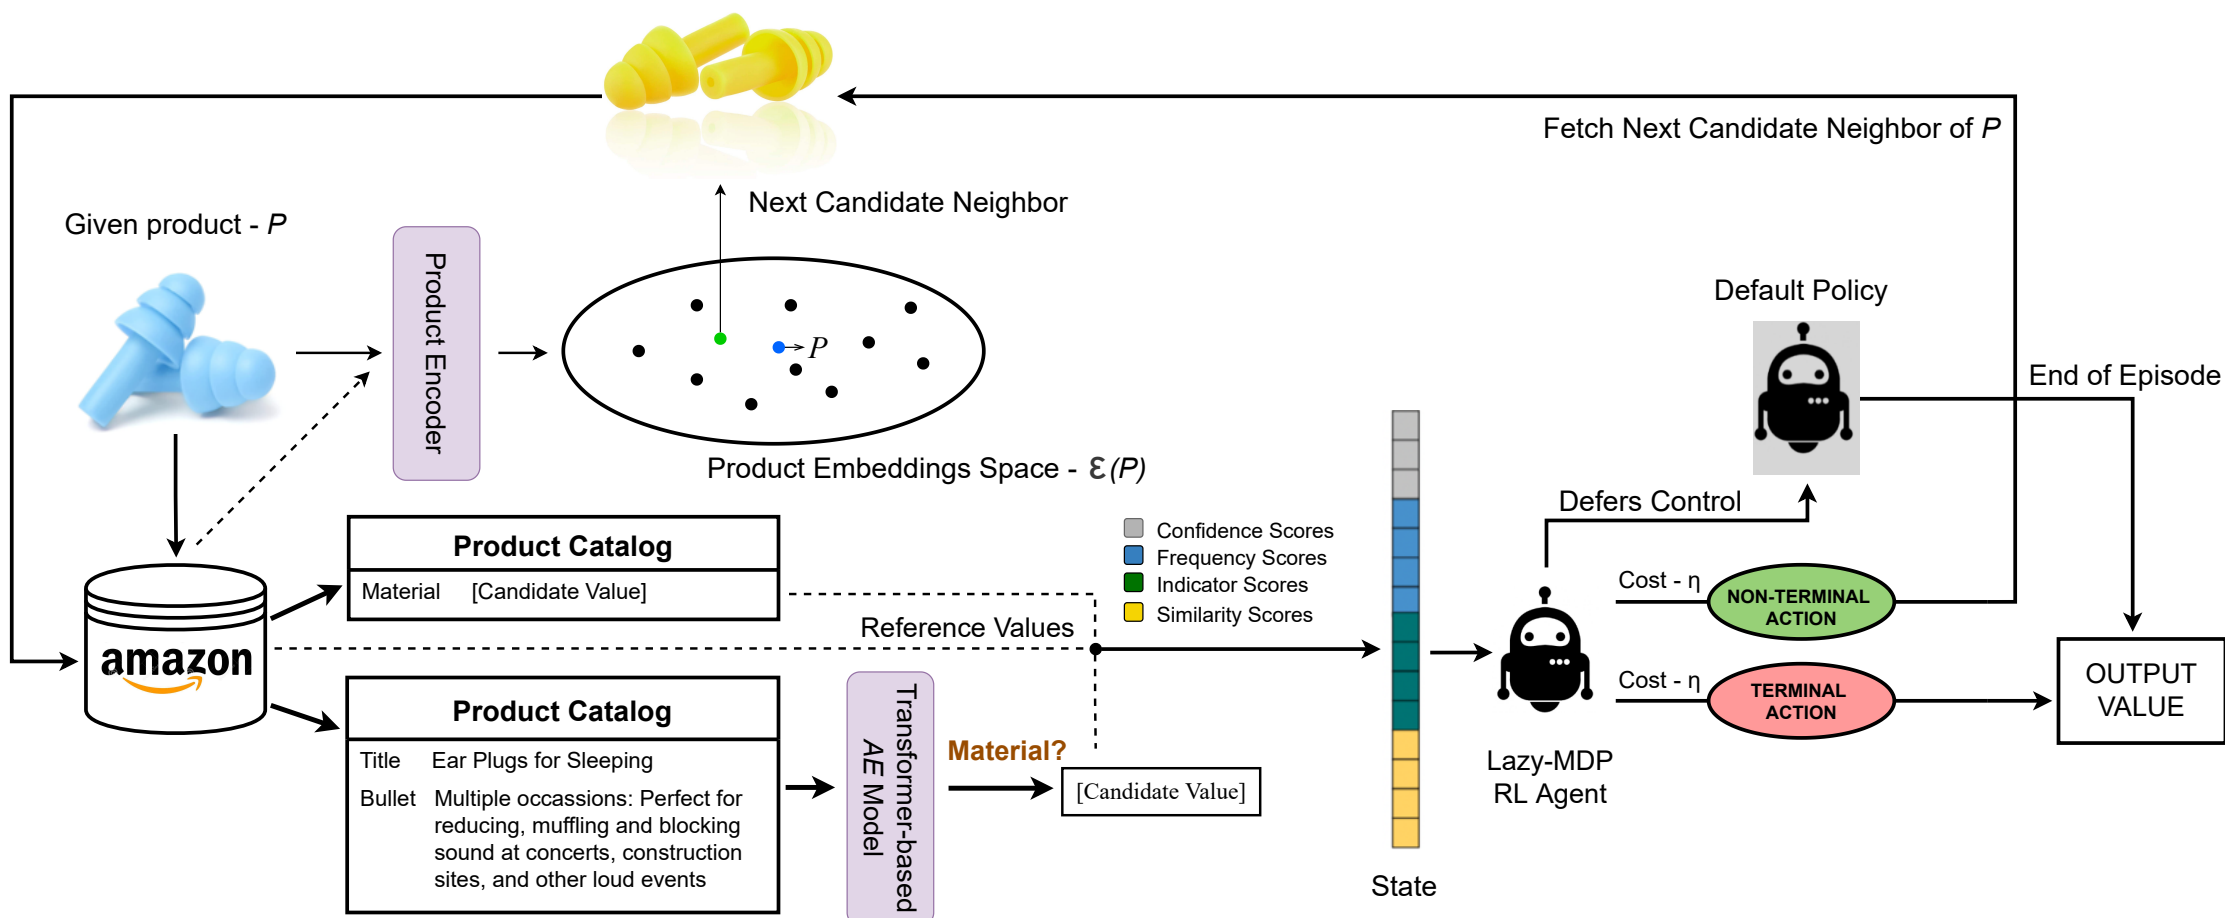 Fetch Next Candidate Neighbor of P
Next Candidate Neighbor
Given product - P
Product Encoder
P
Product Embeddings Space - ε(P)
Default Policy
End of Episode
Defers Control
Confidence Scores
Frequency Scores
Indicator Scores
Similarity Scores
Product Catalog
Material [Candidate Value]
Reference Values
amazon
Product Catalog
Title Ear Plugs for Sleeping
Bullet Multiple occassions: Perfect for
reducing, muffling and blocking
sound at concerts, construction
sites, and other loud events
Transformer-based
AE Model
Material?
[Candidate Value]
State
Lazy-MDP
RL Agent
Cost - η
NON-TERMINAL
ACTION
Cost - η
TERMINAL
ACTION
OUTPUT
VALUE